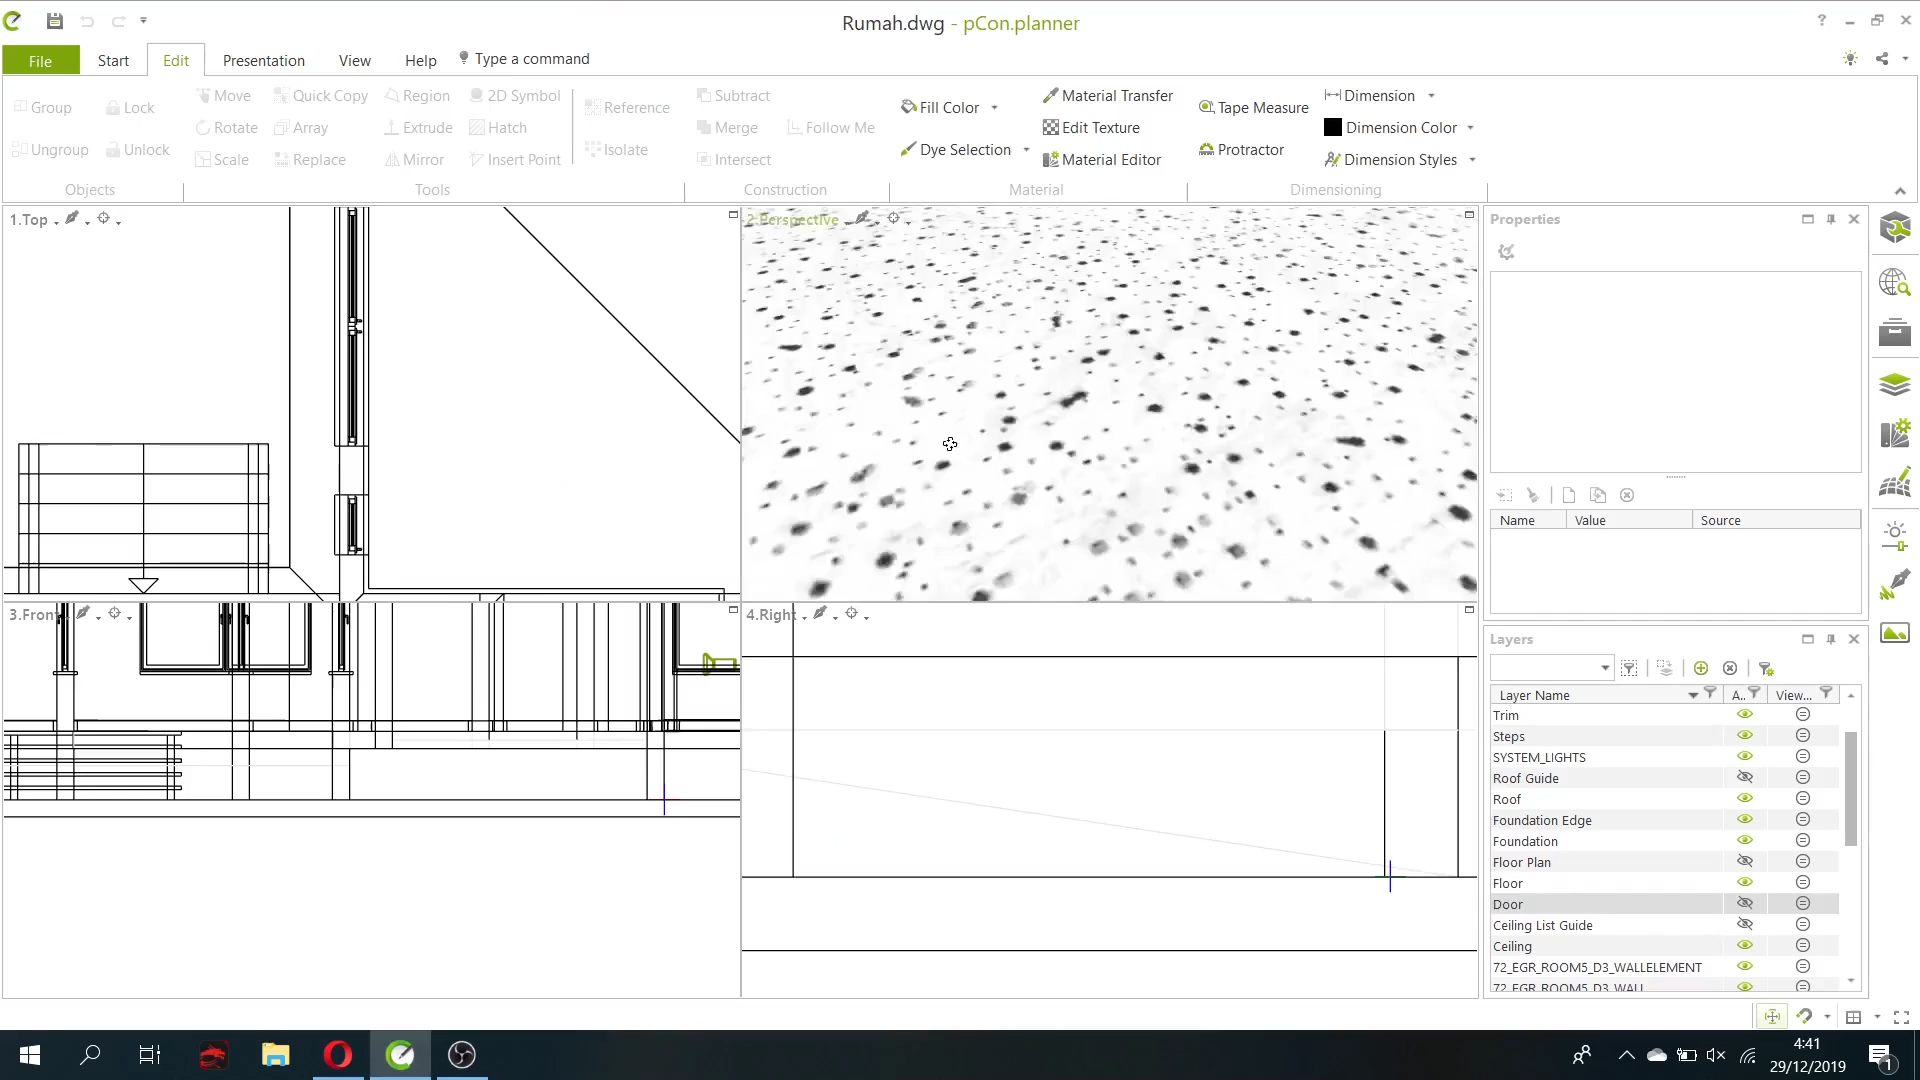 Rumah.dwg - pCon.planner
File
Start
Edit
Presentation
View
Help
Type a command
Group
Lock
Ungroup
Unlock
Objects
Move
Quick Copy
Region
2D Symbol
Rotate
Array
Extrude
Hatch
Scale
Replace
Mirror
Insert Point
Tools
Reference
Isolate
Subtract
Merge
Follow Me
Intersect
Construction
Fill Color
Dye Selection
Material Transfer
Edit Texture
Material Editor
Material
Tape Measure
Protractor
Dimension
Dimension Color
Dimension Styles
Dimensioning
1.Top
2.Perspective
3.Front
4.Right
Properties
Name
Value
Source
Layers
Layer Name
A..
View...
Trim
Steps
SYSTEM_LIGHTS
Roof Guide
Roof
Foundation Edge
Foundation
Floor Plan
Floor
Door
Ceiling List Guide
Ceiling
72_EGR_ROOM5_D3_WALLELEMENT
72_EGR_ROOM5_D3_WALL
4:41
29/12/2019
1